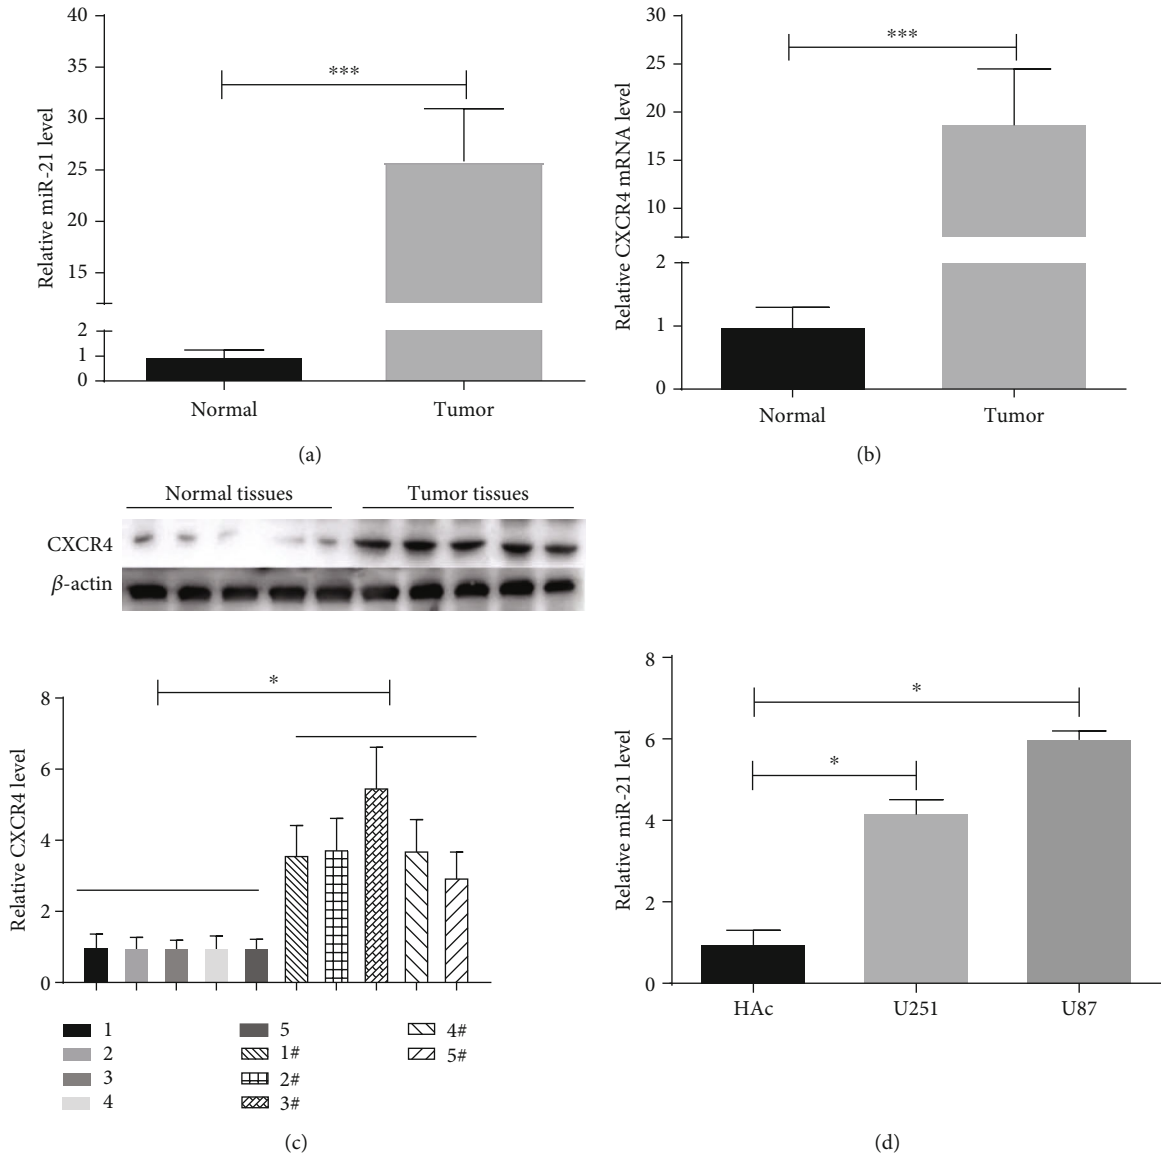 Relative miR-21 level
40
35
30
25
20
15
2
1
0
***
Normal
Tumor
(a)
Relative CXCR4 mRNA level
30
25
20
15
10
2
1
0
***
Normal
Tumor
(b)
Normal tissues
Tumor tissues
CXCR4
β-actin
Relative CXCR4 level
8
6
4
2
0
*
1
2
3
4
5
1#
2#
3#
4#
5#
(c)
Relative miR-21 level
8
6
4
2
0
*
*
HAc
U251
U87
(d)